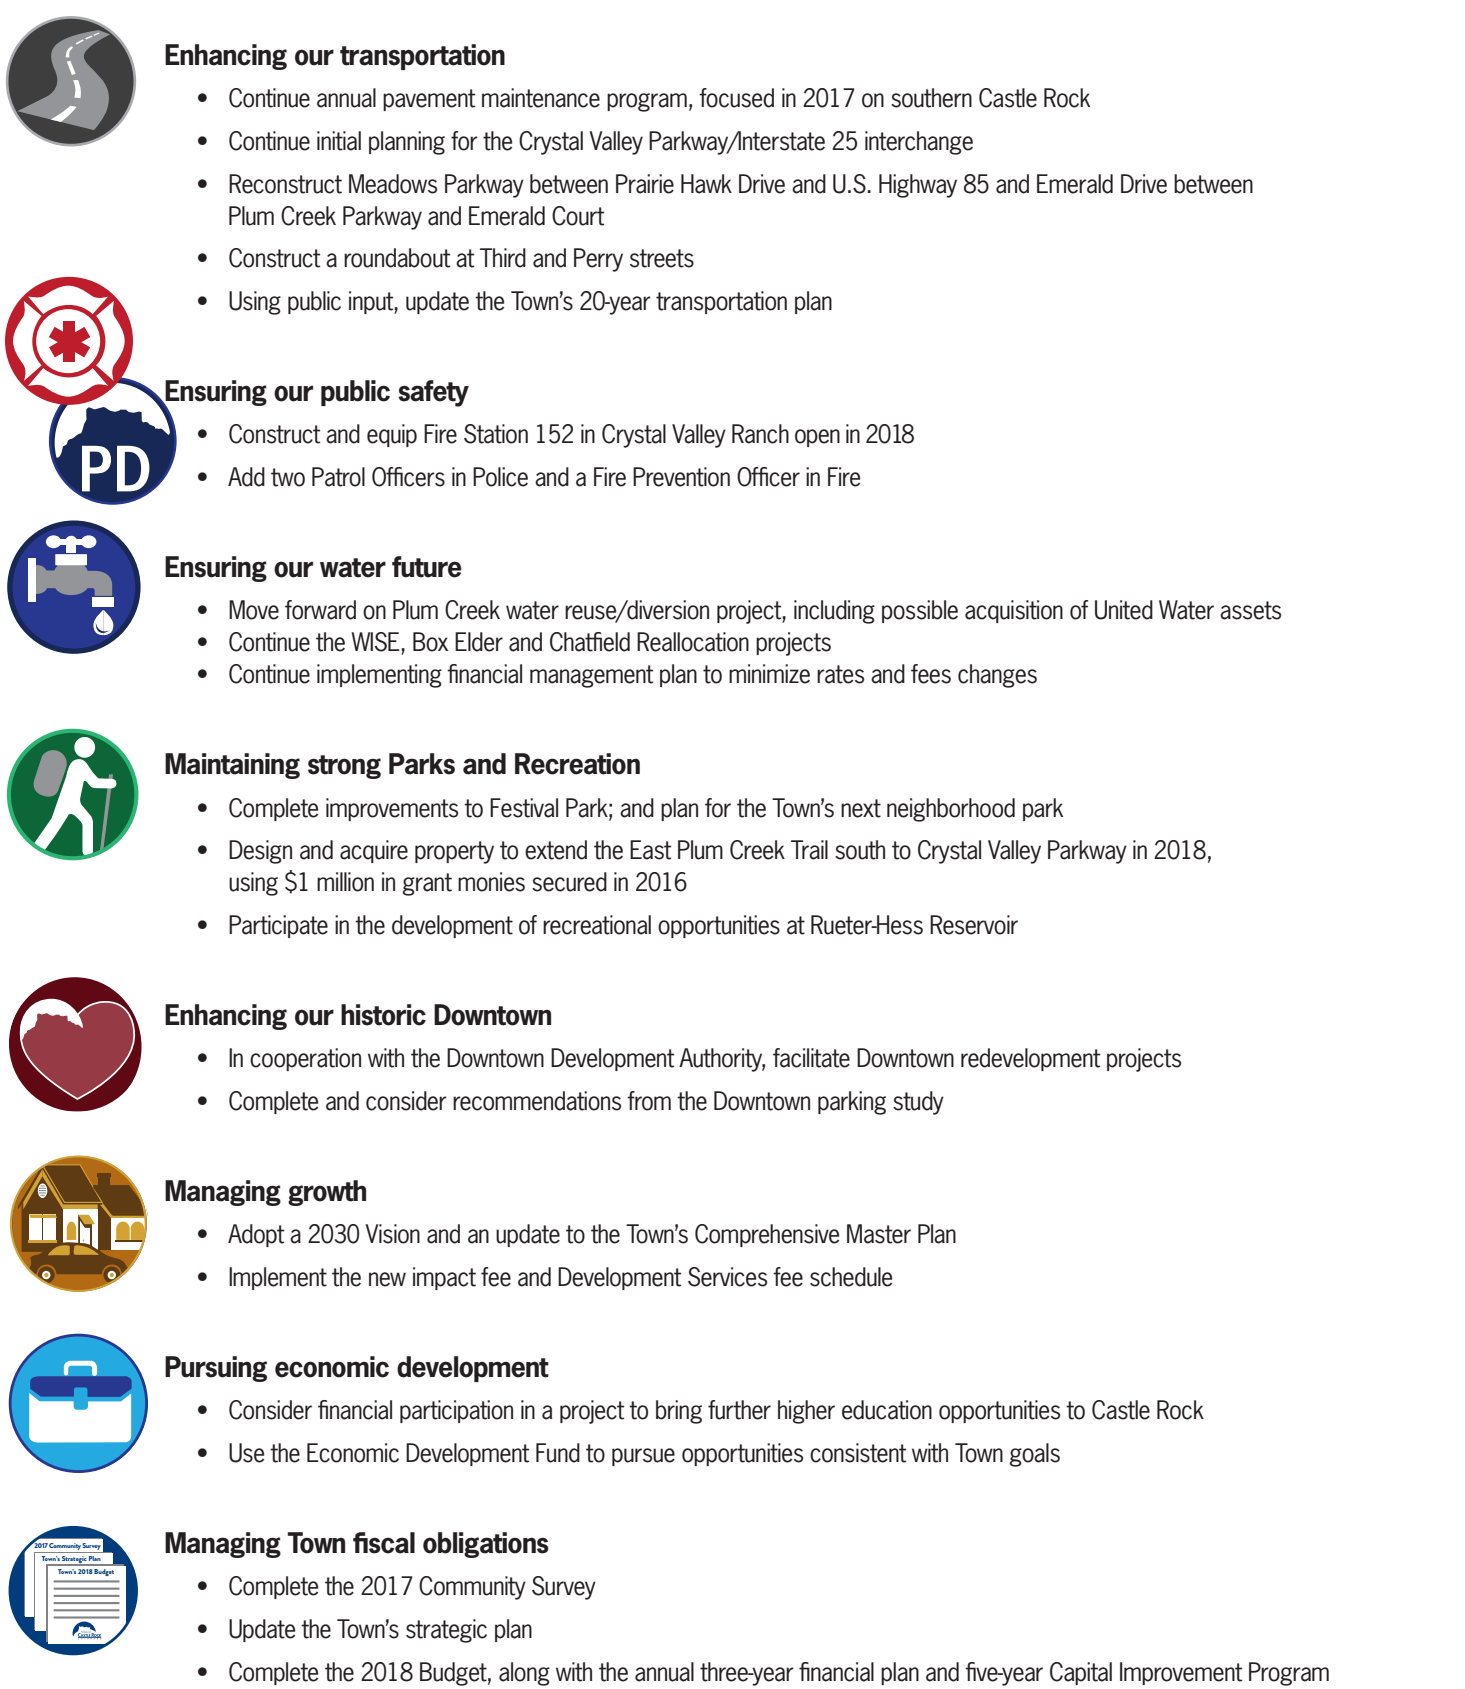 Enhancing our transportation
• Continue annual pavement maintenance program, focused in 2017 on southern Castle Rock
• Continue initial planning for the Crystal Valley Parkway/Interstate 25 interchange
• Reconstruct Meadows Parkway between Prairie Hawk Drive and U.S. Highway 85 and Emerald Drive between
Plum Creek Parkway and Emerald Court
• Construct a roundabout at Third and Perry streets
• Using public input, update the Town's 20-year transportation plan
Ensuring our public safety
PD
• Construct and equip Fire Station 152 in Crystal Valley Ranch open in 2018
• Add two Patrol Officers in Police and a Fire Prevention Officer in Fire
Ensuring our water future
• Move forward on Plum Creek water reuse/diversion project, including possible acquisition of United Water assets
• Continue the WISE, Box Elder and Chatfield Reallocation projects
• Continue implementing financial management plan to minimize rates and fees changes
Maintaining strong Parks and Recreation
• Complete improvements to Festival Park; and plan for the Town's next neighborhood park
• Design and acquire property to extend the East Plum Creek Trail south to Crystal Valley Parkway in 2018,
using $1 million in grant monies secured in 2016
• Participate in the development of recreational opportunities at Rueter-Hess Reservoir
Enhancing our historic Downtown
• In cooperation with the Downtown Development Authority, facilitate Downtown redevelopment projects
• Complete and consider recommendations from the Downtown parking study
Managing growth
• Adopt a 2030 Vision and an update to the Town's Comprehensive Master Plan
• Implement the new impact fee and Development Services fee schedule
Pursuing economic development
• Consider financial participation in a project to bring further higher education opportunities to Castle Rock
• Use the Economic Development Fund to pursue opportunities consistent with Town goals
Managing Town fiscal obligations
2017 Community Survey
Town's Strategic Plan
Town's 2018 Budget
Castle Rock
• Complete the 2017 Community Survey
• Update the Town's strategic plan
• Complete the 2018 Budget, along with the annual three-year financial plan and five-year Capital Improvement Program